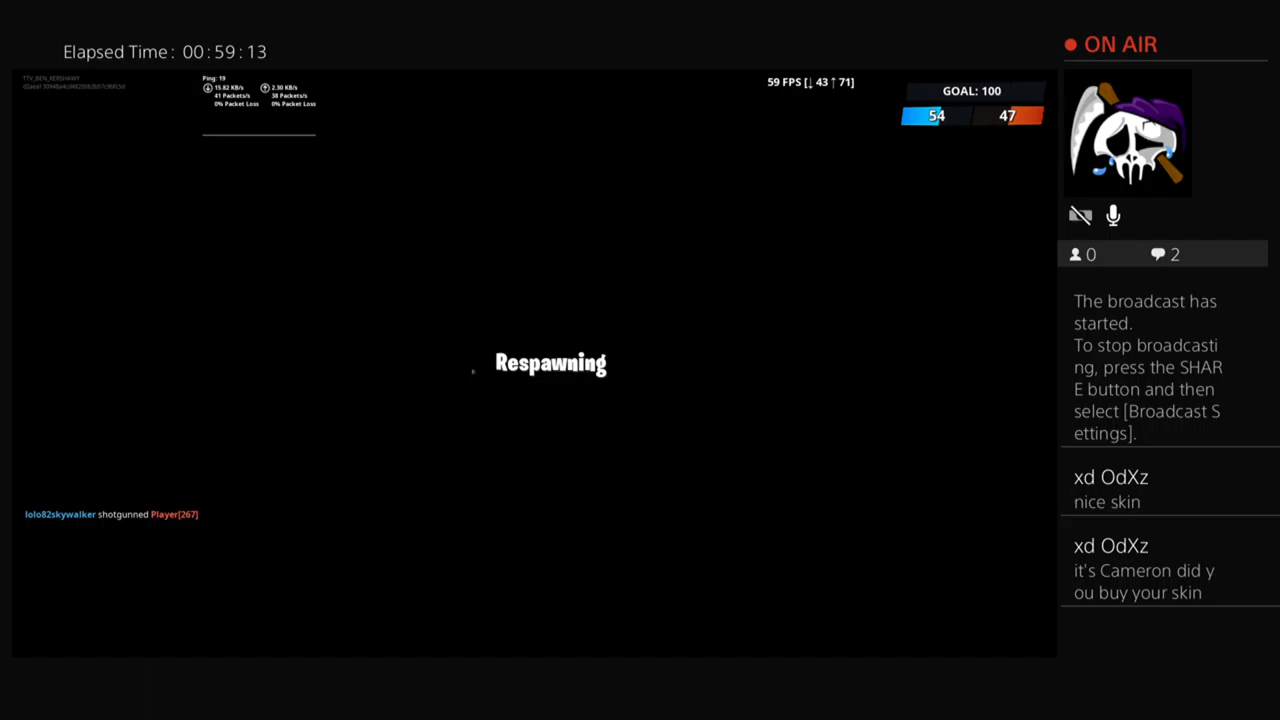 Elapsed Time: 00:59:13
ON AIR
TTV_BEN_KERSHAWY
Ping: 19
15.82 KB/s 2.30 KB/s
41 Packets/s 38 Packets/s
0% Packet Loss 0% Packet Loss
59 FPS [↓ 43 ↑ 71]
GOAL: 100
54 47
0 2
The broadcast has
started.
To stop broadcasti
ng, press the SHAR
E button and then
select [Broadcast S
ettings].
Respawning
xd OdXz
nice skin
lolo82skywalker shotgunned Player[267]
xd OdXz
it's Cameron did y
ou buy your skin